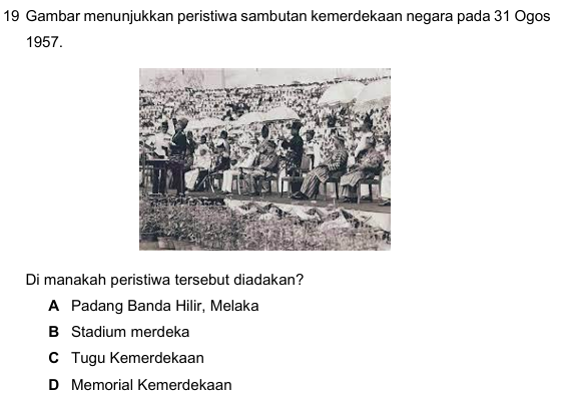 19 Gambar menunjukkan peristiwa sambutan kemerdekaan negara pada 31 Ogos
1957.
Di manakah peristiwa tersebut diadakan?
A Padang Banda Hilir, Melaka
B Stadium merdeka
C Tugu Kemerdekaan
D Memorial Kemerdekaan